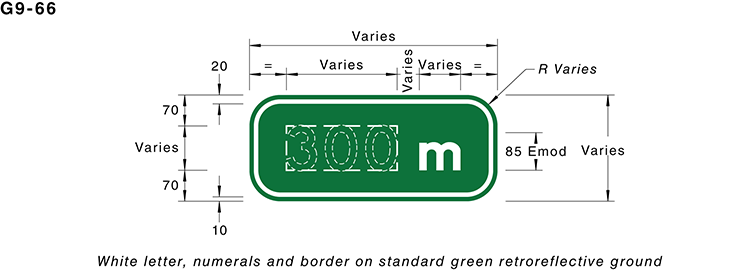 G9-66
Varies
20
=
Varies
Varies
Varies
=
R Varies
70
Varies
300 m
85 Emod
Varies
70
10
White letter, numerals and border on standard green retroreflective ground